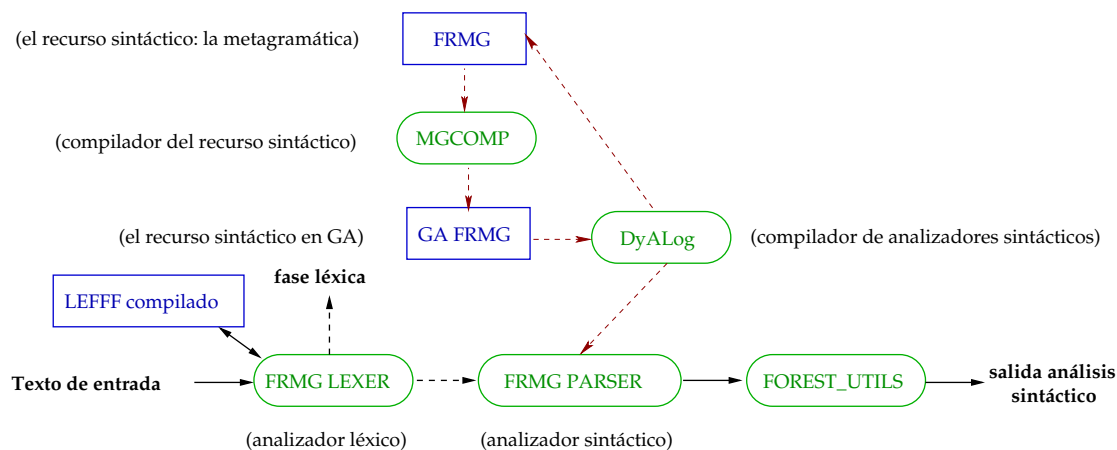 (el recurso sintáctico: la metagramática)
FRMG
(compilador del recurso sintáctico)
MGCOMP
(el recurso sintáctico en GA)
GA FRMG
DyALog
(compilador de analizadores sintácticos)
fase léxica
LEFFF compilado
Texto de entrada
FRMG LEXER
FRMG PARSER
FOREST_UTILS
salida análisis
sintáctico
(analizador léxico)
(analizador sintáctico)